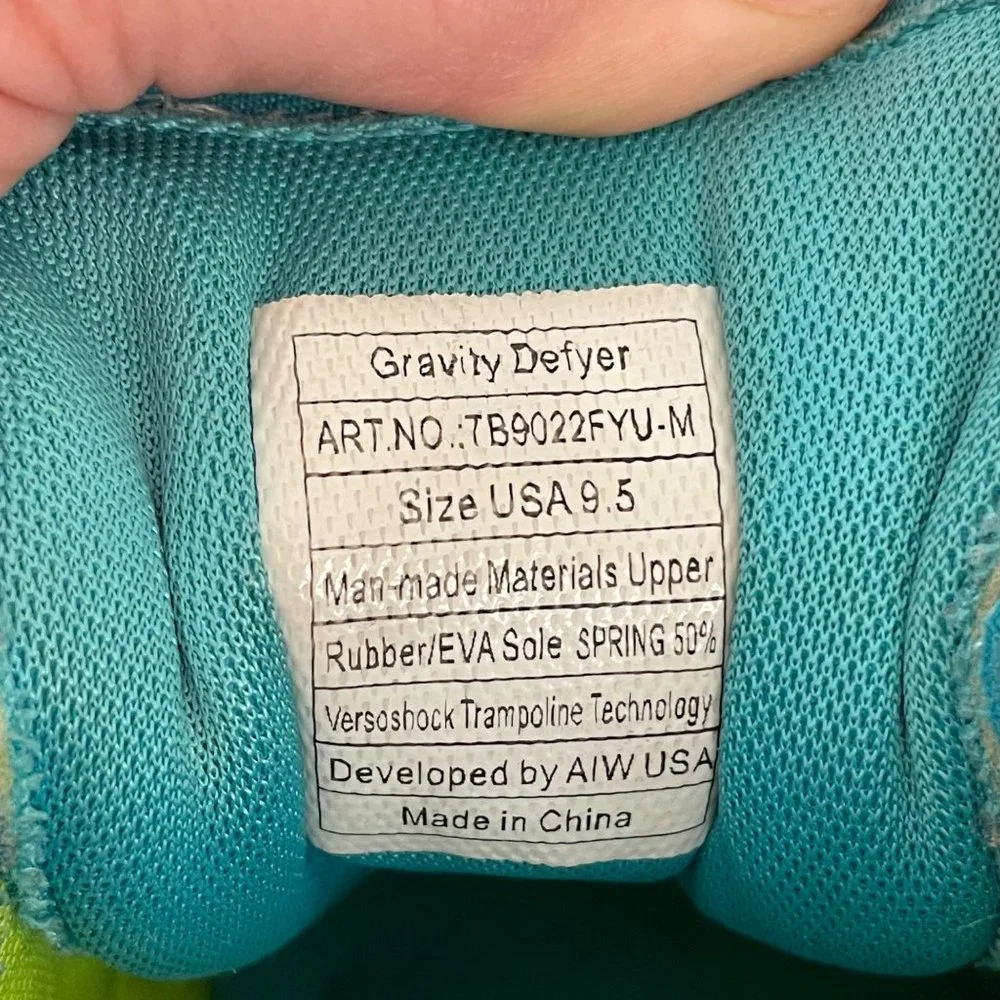 Gravity Defyer
ART.NO.:TB9022FYU-M
Size USA 9.5
Man-made Materials Upper
Rubber/EVA Sole SPRING 50%
Versoshock Trampoline Technology
Developed by AIW USA
Made in China